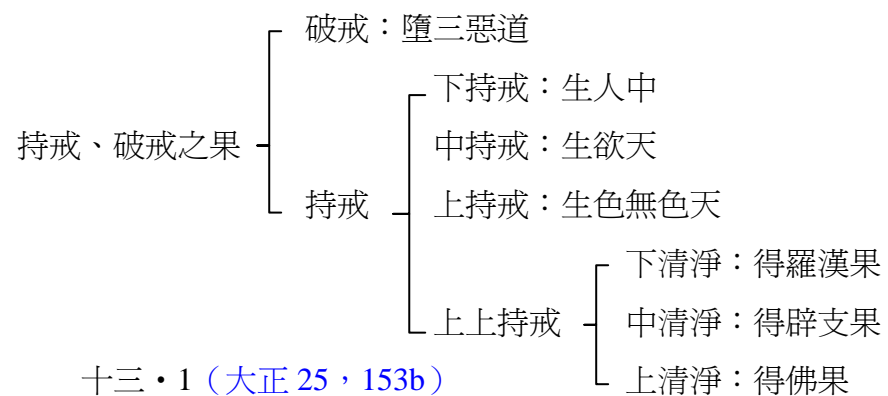 破戒：墮三惡道
下持戒：生人中
持戒、破戒之果
中持戒：生欲天
持戒
上持戒：生色無色天
下清淨：得羅漢果
上上持戒
中清淨：得辟支果
十三‧1（大正 25，153b）
上清淨：得佛果